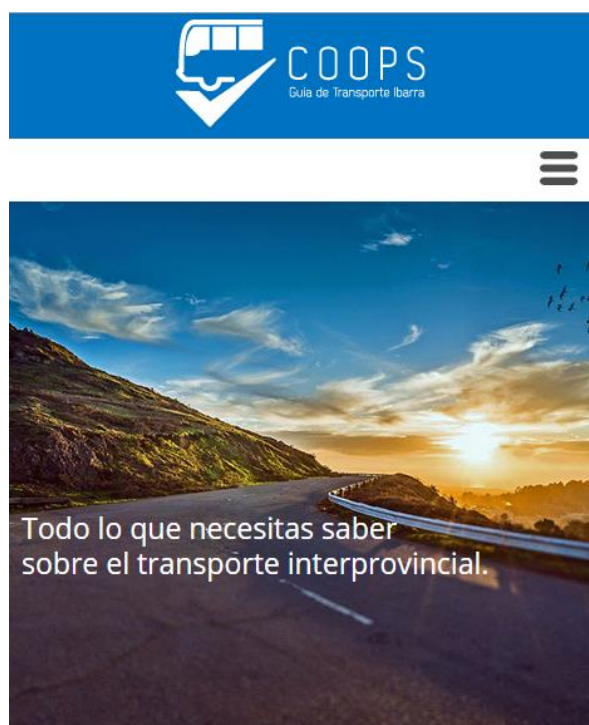 COOPS
Guía de Transporte Ibarra
Todo lo que necesitas saber
sobre el transporte interprovincial.